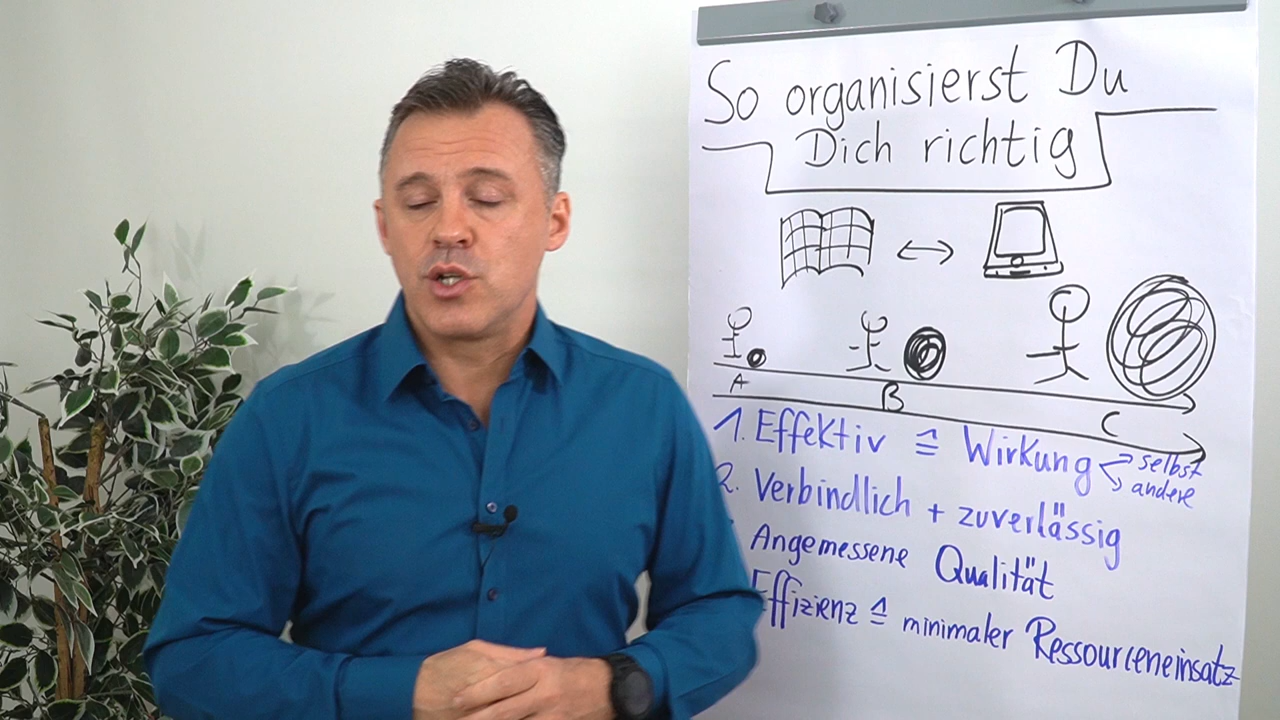 So organisierst Du
Dich richtig
A
B
C
1. Effektiv ≙ Wirkung
selbst
andere
2. Verbindlich + zuverlässig
Angemessene Qualität
Effizienz ≙ minimaler Ressourceneinsatz